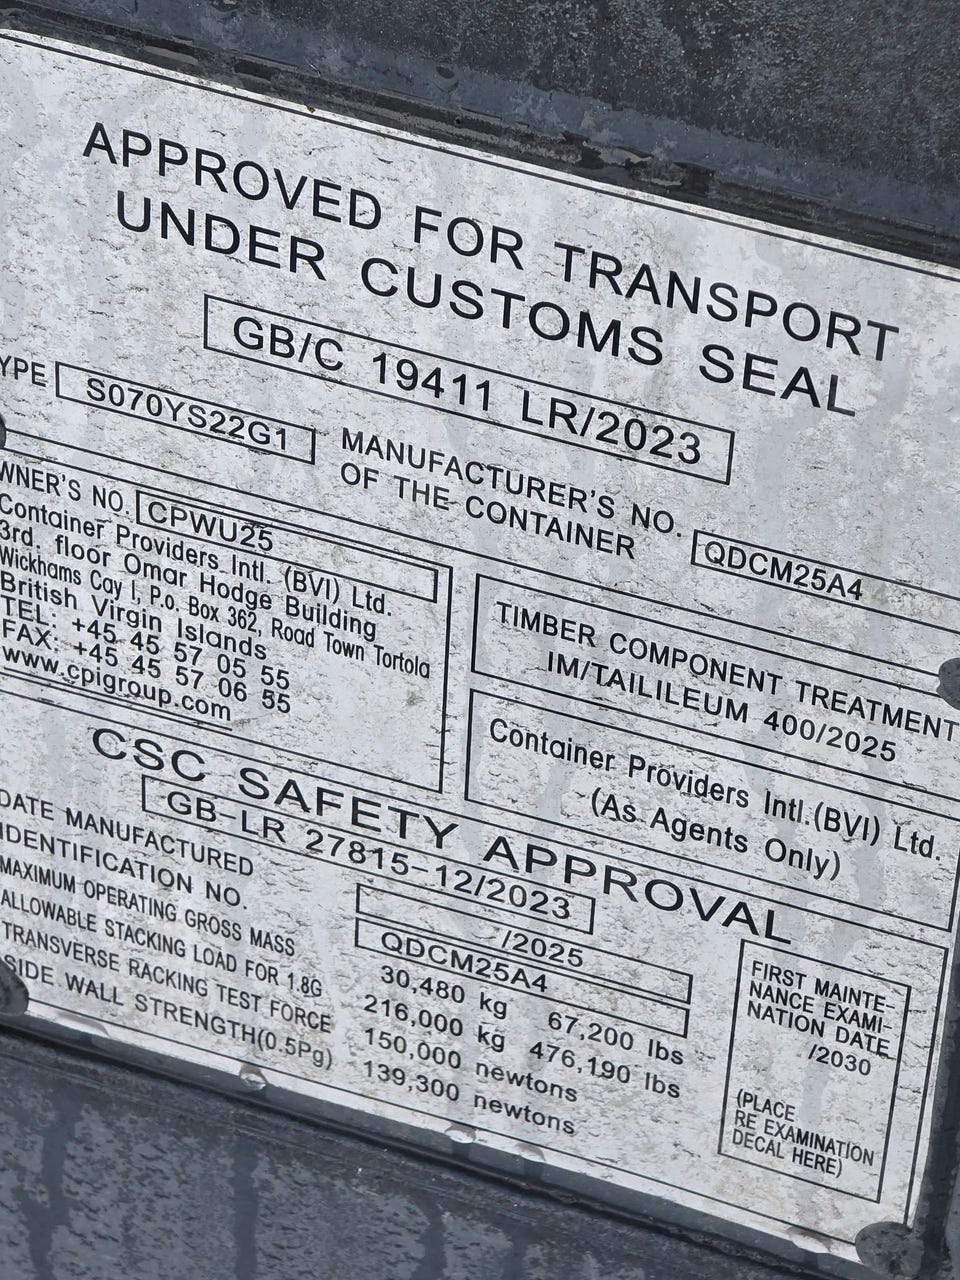 APPROVED FOR TRANSPORT
UNDER CUSTOMS SEAL
GB/C 19411 LR/2023
YPE S070YS22G1
MANUFACTURER'S NO.
OF THE CONTAINER
QDCM25A4
WNER'S NO. CPWU25
Container Providers Intl. (BVI) Ltd.
3rd. floor Omar Hodge Building
Wickhams Cay I, P.O. Box 362, Road Town Tortola
British Virgin Islands
TEL: +45 45 57 05 55
FAX: +45 45 57 06 55
www.cpigroup.com
TIMBER COMPONENT TREATMENT
IM/TAILILEUM 400/2025
Container Providers Intl.(BVI) Ltd.
(As Agents Only)
CSC SAFETY APPROVAL
GB-LR 27815-12/2023
DATE MANUFACTURED /2025
IDENTIFICATION NO. QDCM25A4
MAXIMUM OPERATING GROSS MASS 30,480 kg 67,200 lbs
ALLOWABLE STACKING LOAD FOR 1.8G 216,000 kg 476,190 lbs
TRANSVERSE RACKING TEST FORCE 150,000 newtons
SIDE WALL STRENGTH(0.5Pg) 139,300 newtons
FIRST MAINTE-
NANCE EXAMI-
NATION DATE
/2030
(PLACE
RE EXAMINATION
DECAL HERE)